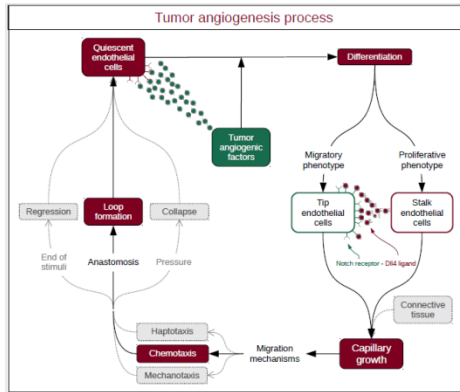 Tumor angiogenesis process
Quiescent
endothelial
cells
Differentiation
Tumor
angiogenic
factors
Migratory
phenotype
Proliferative
phenotype
Tip
endothelial
cells
Stalk
endothelial
cells
Notch receptor - Dll4 ligand
Regression
Loop
formation
Collapse
End of
stimuli
Anastomosis
Pressure
Connective
tissue
Haptotaxis
Chemotaxis
Mechanotaxis
Migration
mechanisms
Capillary
growth